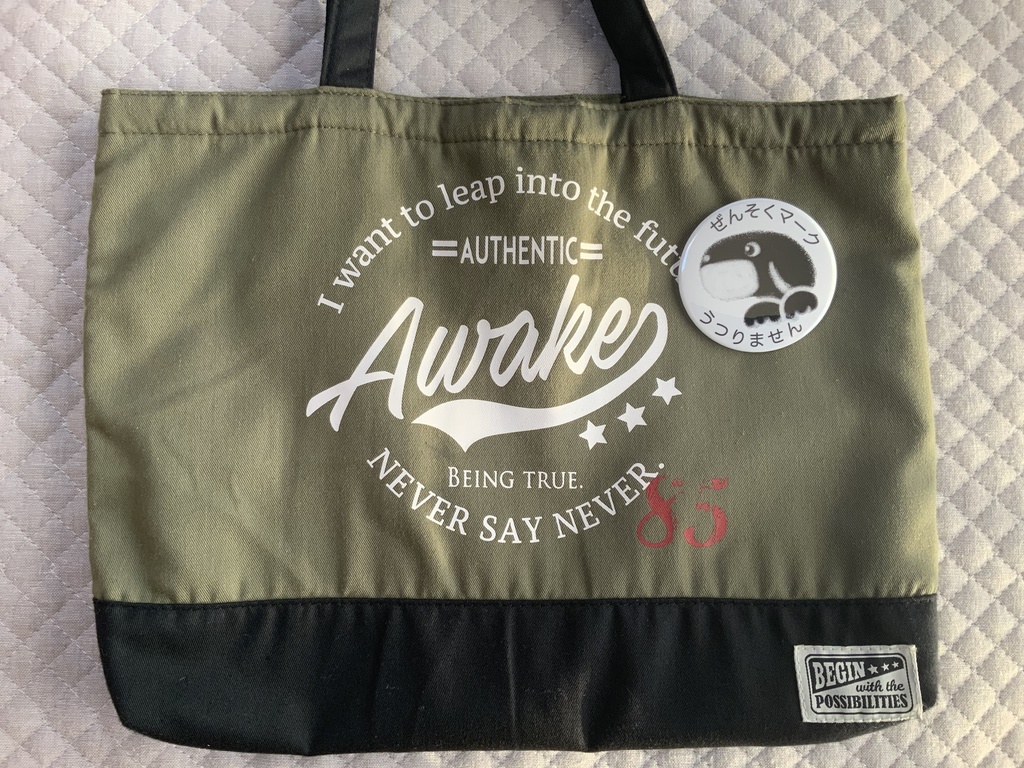 I want to leap into the
=AUTHENTIC=
Awake
BEING TRUE.
NEVER SAY NEVER.
85
ぜんそくマーク
うつりません
BEGIN
with the
POSSIBILITIES